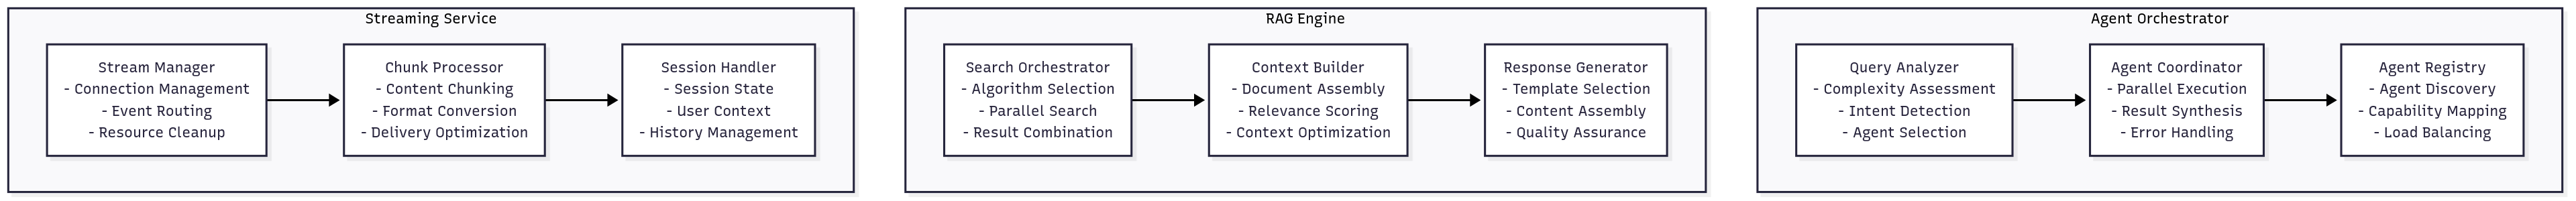 Streaming Service
Stream Manager
- Connection Management
- Event Routing
- Resource Cleanup
Chunk Processor
- Content Chunking
- Format Conversion
- Delivery Optimization
Session Handler
- Session State
- User Context
- History Management
RAG Engine
Search Orchestrator
- Algorithm Selection
- Parallel Search
- Result Combination
Context Builder
- Document Assembly
- Relevance Scoring
- Context Optimization
Response Generator
- Template Selection
- Content Assembly
- Quality Assurance
Agent Orchestrator
Query Analyzer
- Complexity Assessment
- Intent Detection
- Agent Selection
Agent Coordinator
- Parallel Execution
- Result Synthesis
- Error Handling
Agent Registry
- Agent Discovery
- Capability Mapping
- Load Balancing